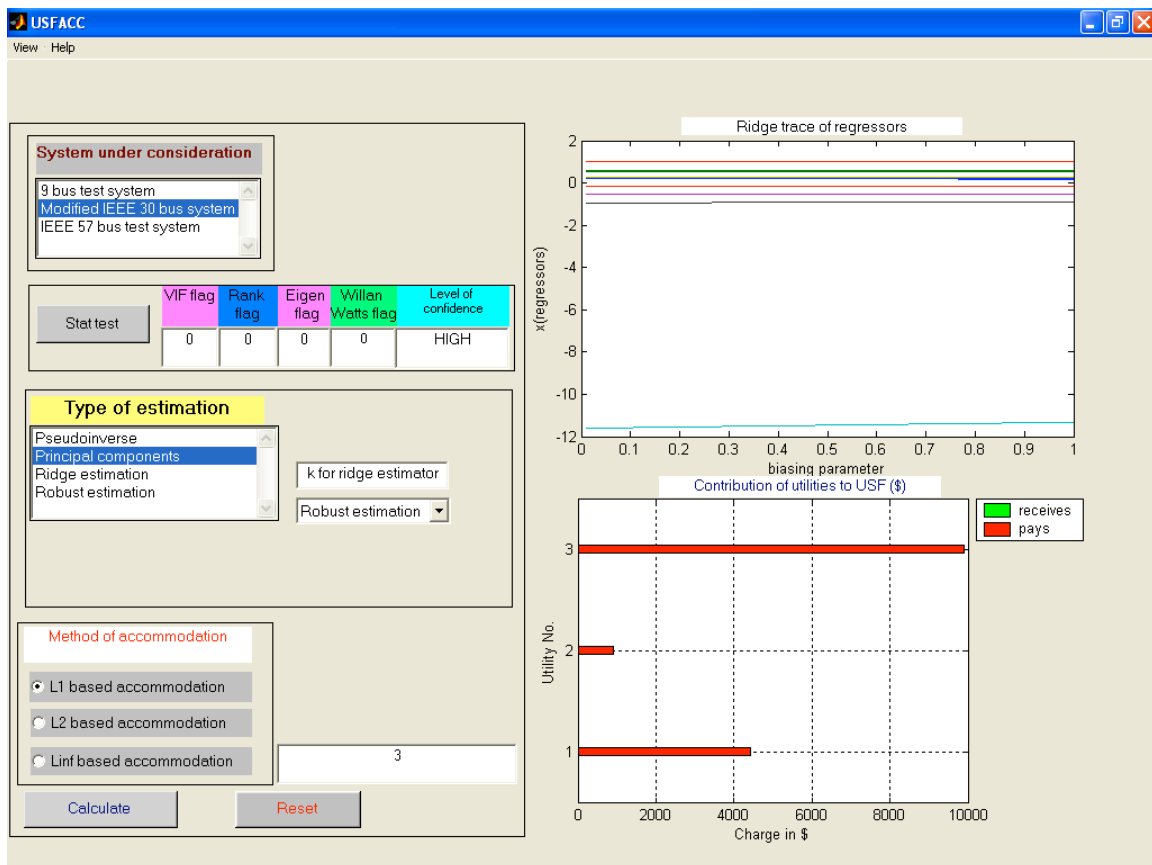 USFACC
View Help
System under consideration
9 bus test system
Modified IEEE 30 bus system
IEEE 57 bus test system
Stat test
VIF flag
Rank
flag
Eigen
flag
Willan
Watts flag
Level of
confidence
0
0
0
0
HIGH
Type of estimation
Pseudoinverse
Principal components
Ridge estimation
Robust estimation
k for ridge estimator
Robust estimation
Method of accommodation
L1 based accommodation
L2 based accommodation
Linf based accommodation
3
Calculate
Reset
Ridge trace of regressors
x(regressors)
2
0
-2
-4
-6
-8
-10
-12
0 0.1 0.2 0.3 0.4 0.5 0.6 0.7 0.8 0.9 1
biasing parameter
Contribution of utilities to USF ($)
receives
pays
Utility No.
3
2
1
0 2000 4000 6000 8000 10000
Charge in $